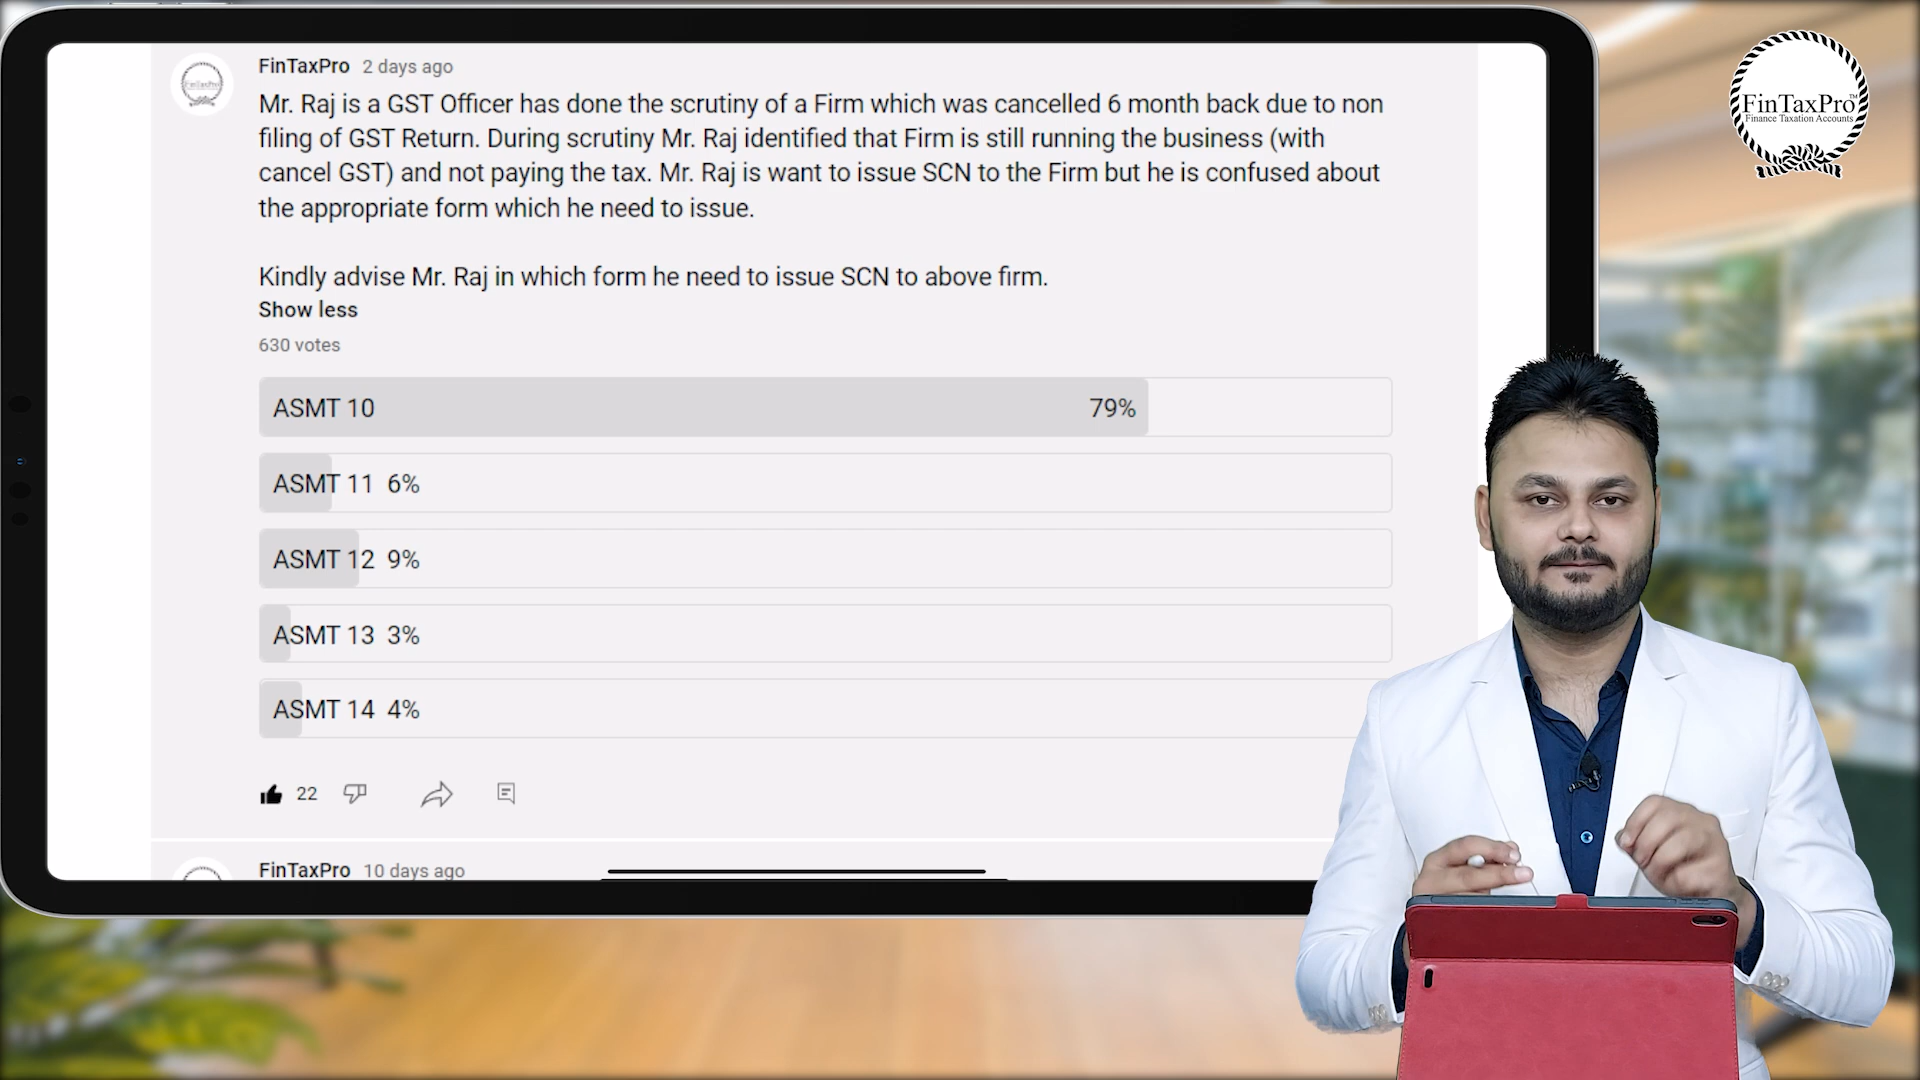 FinTaxPro 2 days ago
Mr. Raj is a GST Officer has done the scrutiny of a Firm which was cancelled 6 month back due to non
filing of GST Return. During scrutiny Mr. Raj identified that Firm is still running the business (with
cancel GST) and not paying the tax. Mr. Raj is want to issue SCN to the Firm but he is confused about
the appropriate form which he need to issue.
Kindly advise Mr. Raj in which form he need to issue SCN to above firm.
Show less
630 votes
ASMT 10 79%
ASMT 11 6%
ASMT 12 9%
ASMT 13 3%
ASMT 14 4%
22
FinTaxPro 10 days ago
FinTaxPro™
Finance Taxation Accounts